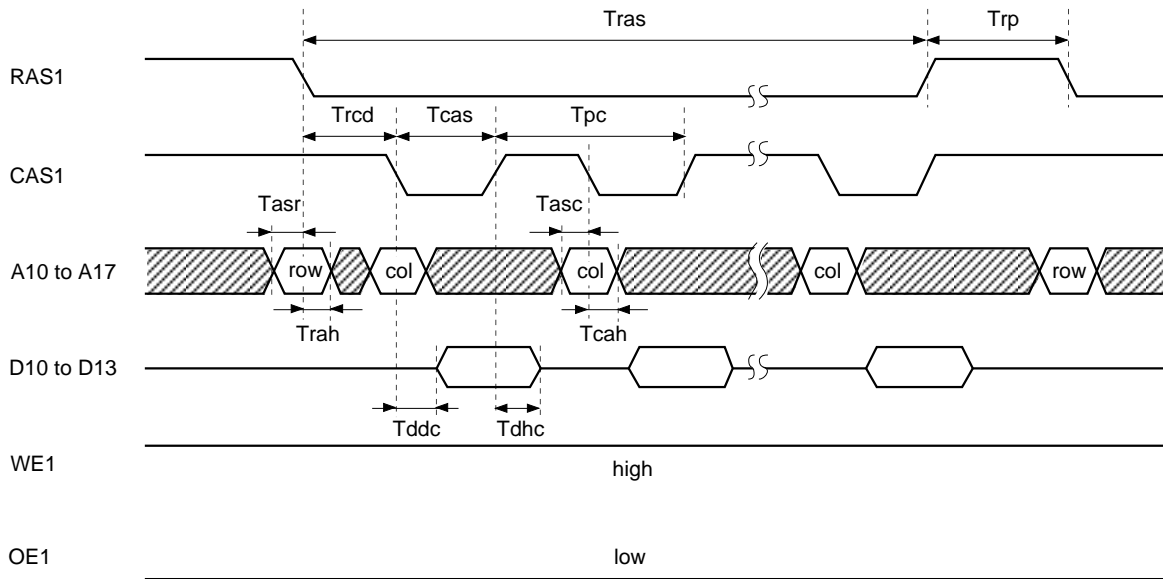 Tras
Trp
RAS1
Trcd
Tcas
Tpc
CAS1
Tasr
Tasc
A10 to A17
row
col
col
col
row
Trah
Tcah
D10 to D13
Tddc
Tdhc
WE1
high
OE1
low